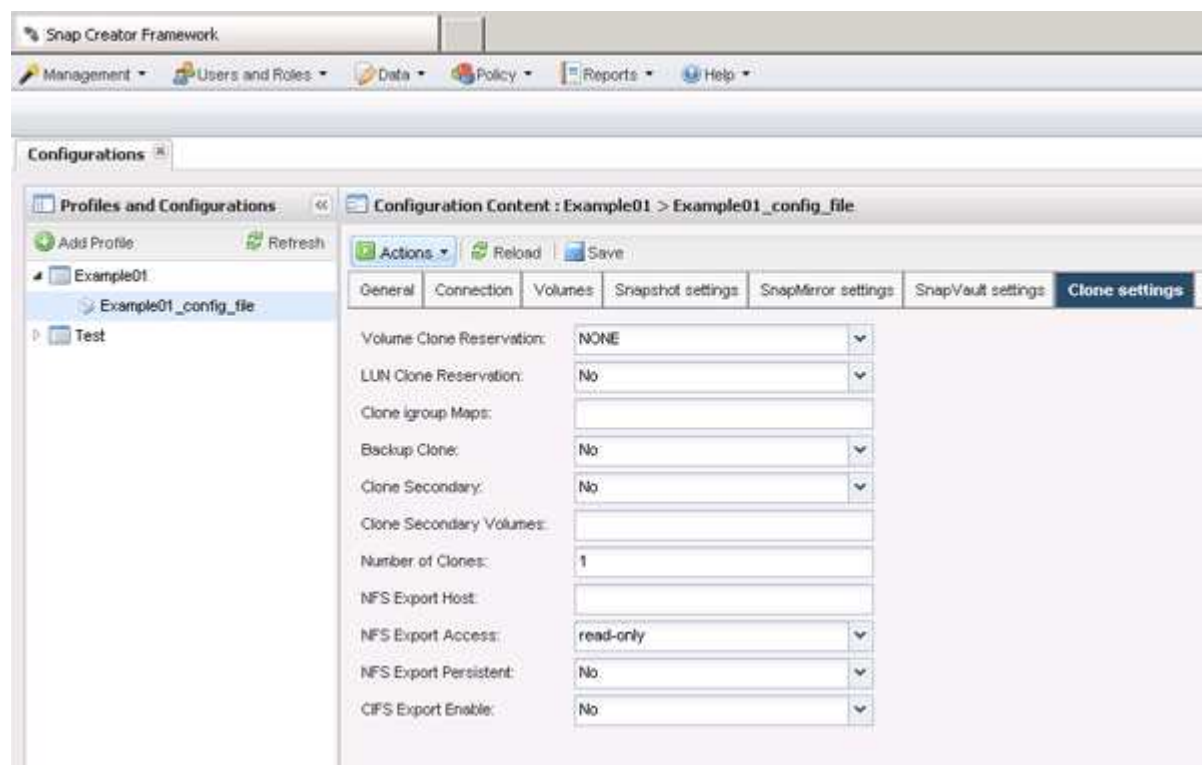 Snap Creator Framework
Management Users and Roles Data Policy Reports Help
Configurations
Profiles and Configurations
Configuration Content : Example01 > Example01_config_file
Add Profile Refresh
Actions Reload Save
Example01
Example01_config_file
Test
General Connection Volumes Snapshot settings SnapMirror settings SnapVault settings Clone settings
Volume Clone Reservation: NONE
LUN Clone Reservation: No
Clone igroup Maps:
Backup Clone: No
Clone Secondary: No
Clone Secondary Volumes:
Number of Clones: 1
NFS Export Host:
NFS Export Access: read-only
NFS Export Persistent: No
CIFS Export Enable: No